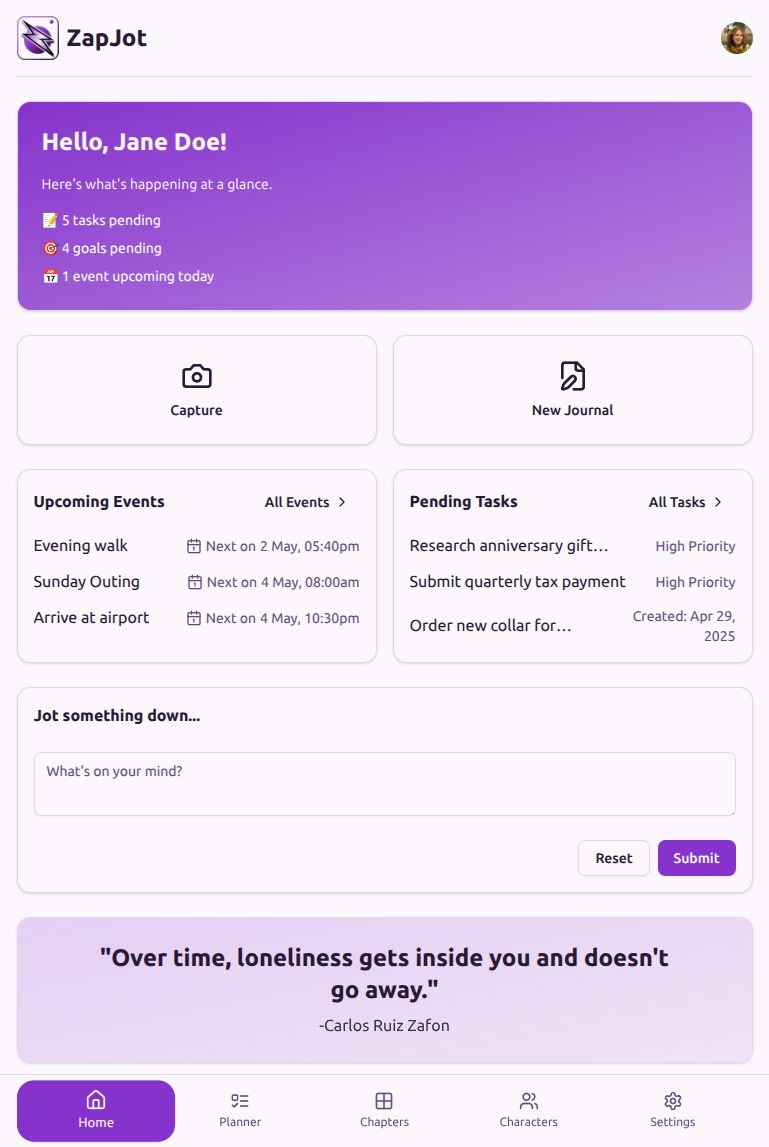 ZapJot
Hello, Jane Doe!
Here's what's happening at a glance.
📝 5 tasks pending
🎯 4 goals pending
📅 1 event upcoming today
Capture
New Journal
Upcoming Events
All Events
Evening walk
Next on 2 May, 05:40pm
Sunday Outing
Next on 4 May, 08:00am
Arrive at airport
Next on 4 May, 10:30pm
Pending Tasks
All Tasks
Research anniversary gift…
High Priority
Submit quarterly tax payment
High Priority
Order new collar for…
Created: Apr 29,
2025
Jot something down...
What's on your mind?
Reset
Submit
"Over time, loneliness gets inside you and doesn't
go away."
-Carlos Ruiz Zafon
Home
Planner
Chapters
Characters
Settings